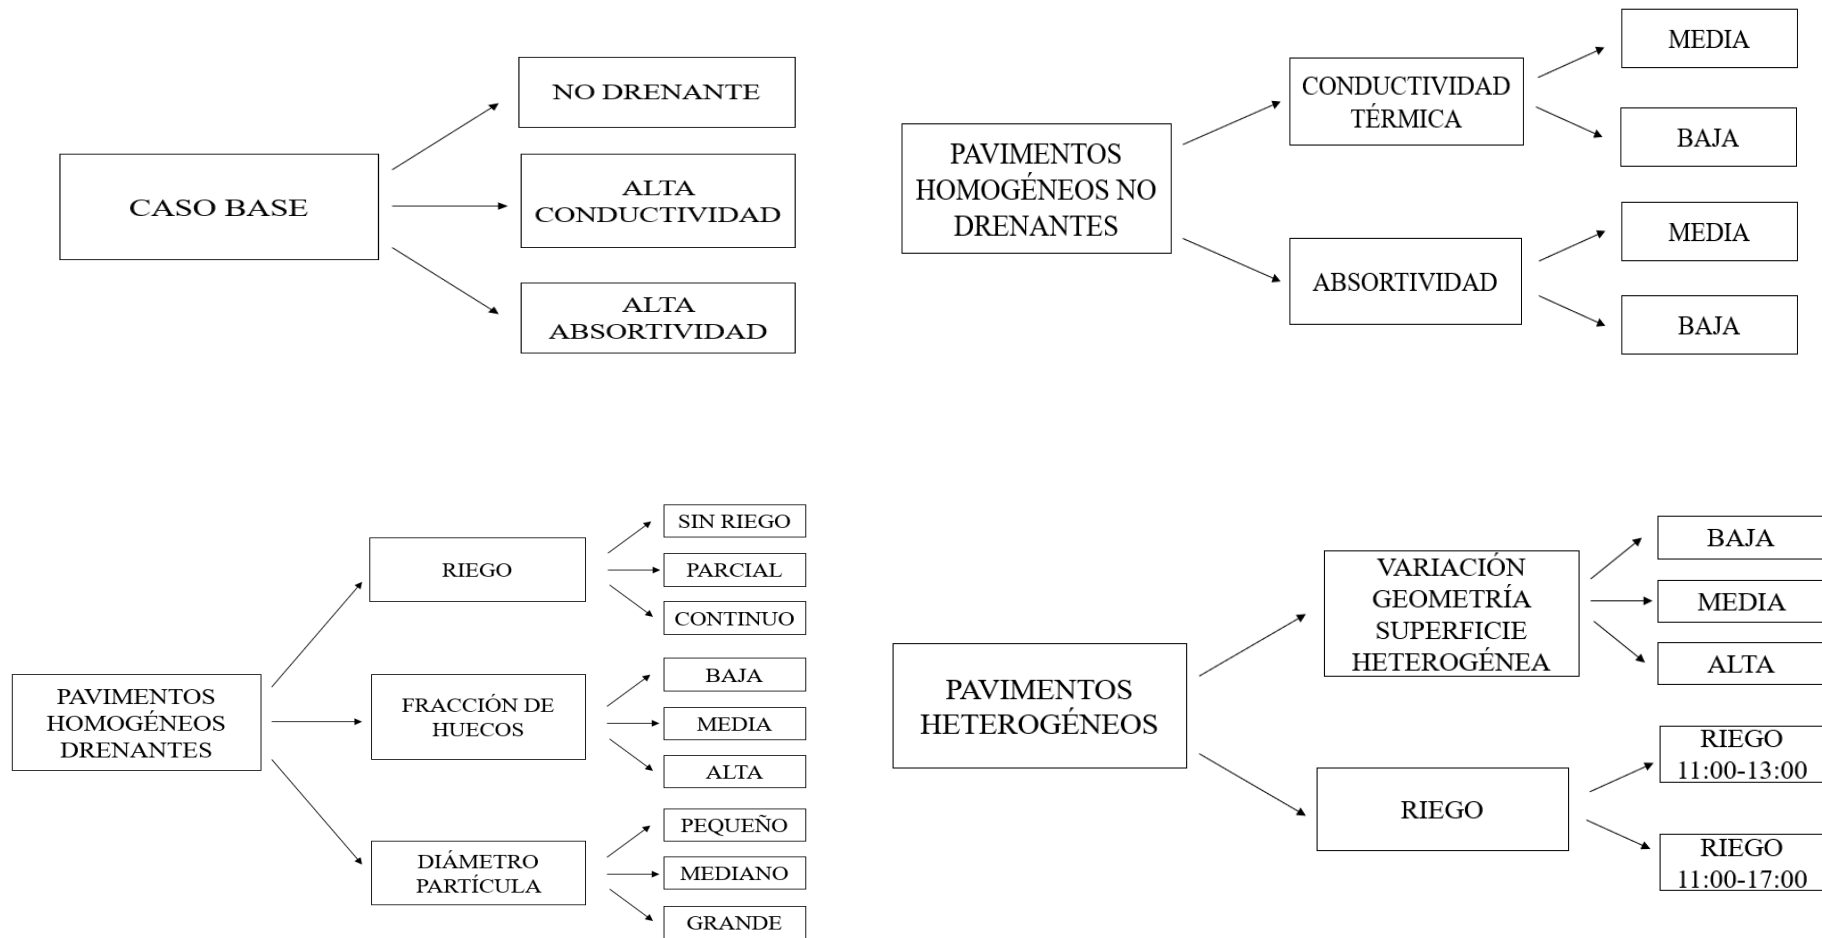 CASO BASE
NO DRENANTE
ALTA
CONDUCTIVIDAD
ALTA
ABSORTIVIDAD
PAVIMENTOS
HOMOGÉNEOS NO
DRENANTES
CONDUCTIVIDAD
TÉRMICA
MEDIA
BAJA
ABSORTIVIDAD
MEDIA
BAJA
PAVIMENTOS
HOMOGÉNEOS
DRENANTES
RIEGO
SIN RIEGO
PARCIAL
CONTINUO
FRACCIÓN DE
HUECOS
BAJA
MEDIA
ALTA
DIÁMETRO
PARTÍCULA
PEQUEÑO
MEDIANO
GRANDE
PAVIMENTOS
HETEROGÉNEOS
VARIACIÓN
GEOMETRÍA
SUPERFICIE
HETEROGÉNEA
BAJA
MEDIA
ALTA
RIEGO
RIEGO
11:00-13:00
RIEGO
11:00-17:00